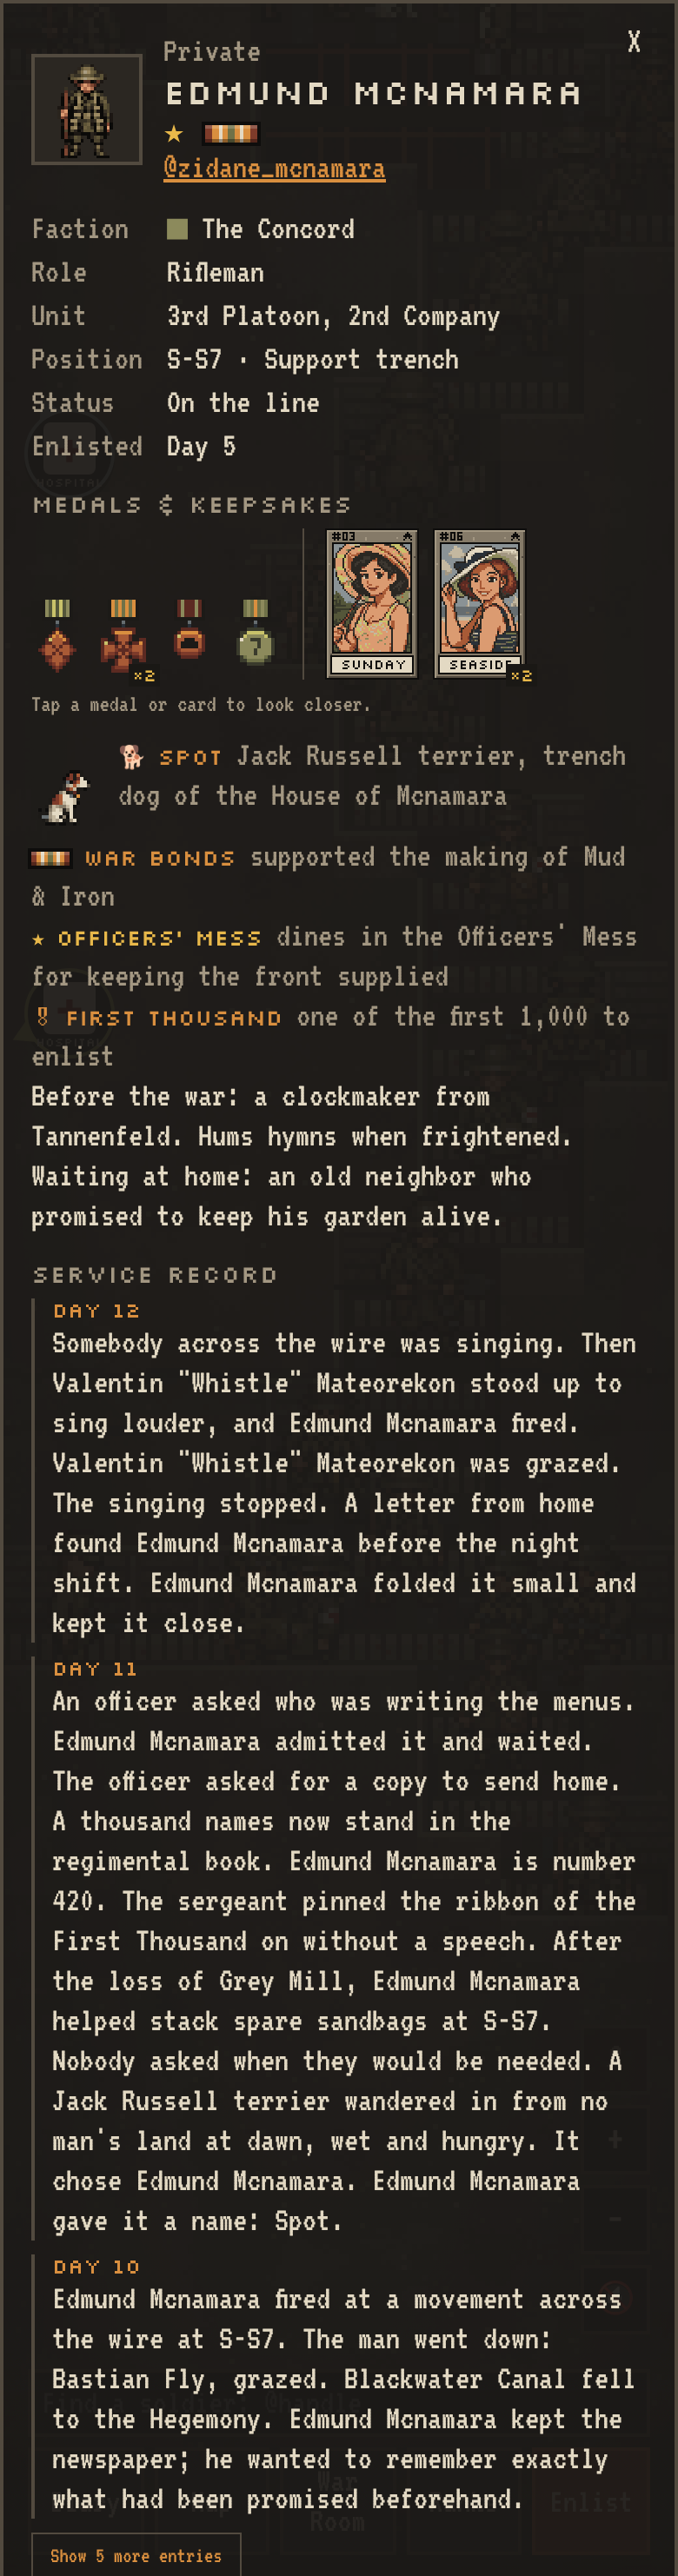 X
Private
EDMUND MCNAMARA
@zidane_mcnamara
Faction The Concord
Role Rifleman
Unit 3rd Platoon, 2nd Company
Position S-S7 · Support trench
Status On the line
Enlisted Day 5
HOSPITAL
MEDALS & KEEPSAKES
#03 #06
7
SUNDAY SEASIDE
×2 ×2
Tap a medal or card to look closer.
SPOT Jack Russell terrier, trench
dog of the House of Mcnamara
WAR BONDS supported the making of Mud
& Iron
★ OFFICERS' MESS dines in the Officers' Mess
for keeping the front supplied
FIRST THOUSAND one of the first 1,000 to
HOSPITAL
enlist
Before the war: a clockmaker from
Tannenfeld. Hums hymns when frightened.
Waiting at home: an old neighbor who
promised to keep his garden alive.
SERVICE RECORD
DAY 12
Somebody across the wire was singing. Then
Valentin "Whistle" Mateorekon stood up to
sing louder, and Edmund Mcnamara fired.
Valentin "Whistle" Mateorekon was grazed.
The singing stopped. A letter from home
found Edmund Mcnamara before the night
shift. Edmund Mcnamara folded it small and
kept it close.
DAY 11
An officer asked who was writing the menus.
Edmund Mcnamara admitted it and waited.
The officer asked for a copy to send home.
A thousand names now stand in the
regimental book. Edmund Mcnamara is number
420. The sergeant pinned the ribbon of the
First Thousand on without a speech. After
the loss of Grey Mill, Edmund Mcnamara
helped stack spare sandbags at S-S7.
Nobody asked when they would be needed. A
Jack Russell terrier wandered in from no
man's land at dawn, wet and hungry. It
+
chose Edmund Mcnamara. Edmund Mcnamara
gave it a name: Spot.
-
DAY 10
Edmund Mcnamara fired at a movement across
the wire at S-S7. The man went down:
Bastian Fly, grazed. Blackwater Canal fell
to the Hegemony. Edmund Mcnamara kept the
newspaper; he wanted to remember exactly
what had been promised beforehand.
War
Room
Enlist
Show 5 more entries